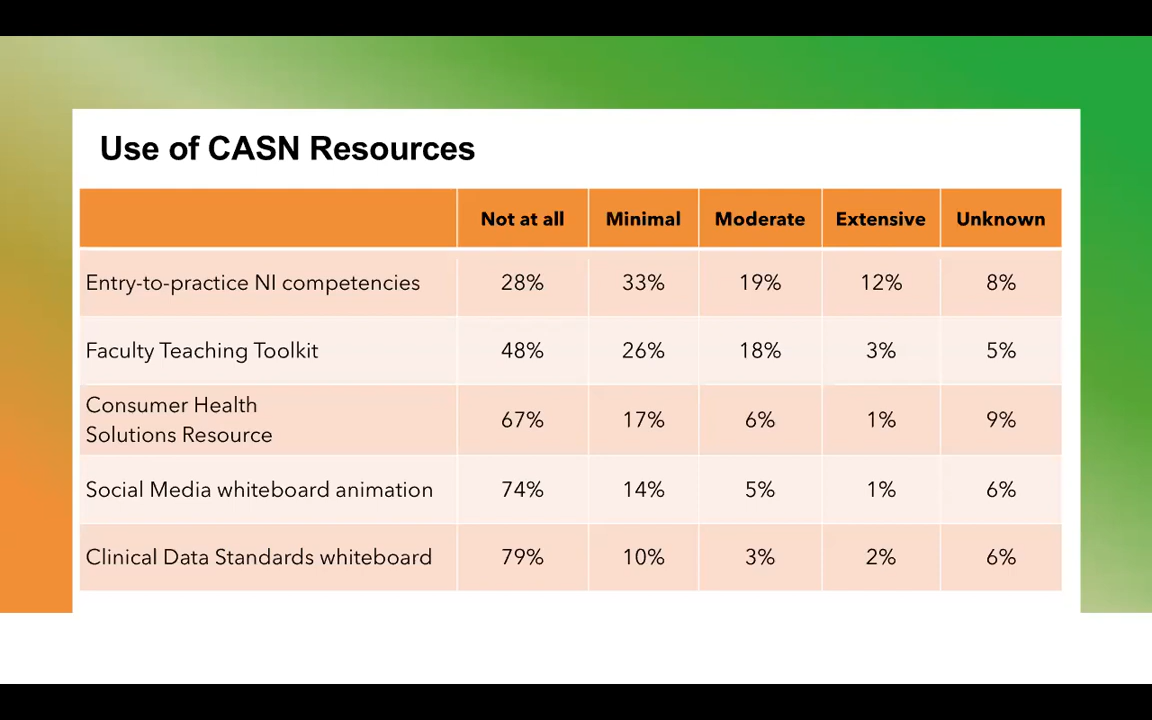 Use of CASN Resources
Not at all Minimal Moderate Extensive Unknown
Entry-to-practice NI competencies 28% 33% 19% 12% 8%
Faculty Teaching Toolkit 48% 26% 18% 3% 5%
Consumer Health
Solutions Resource 67% 17% 6% 1% 9%
Social Media whiteboard animation 74% 14% 5% 1% 6%
Clinical Data Standards whiteboard 79% 10% 3% 2% 6%